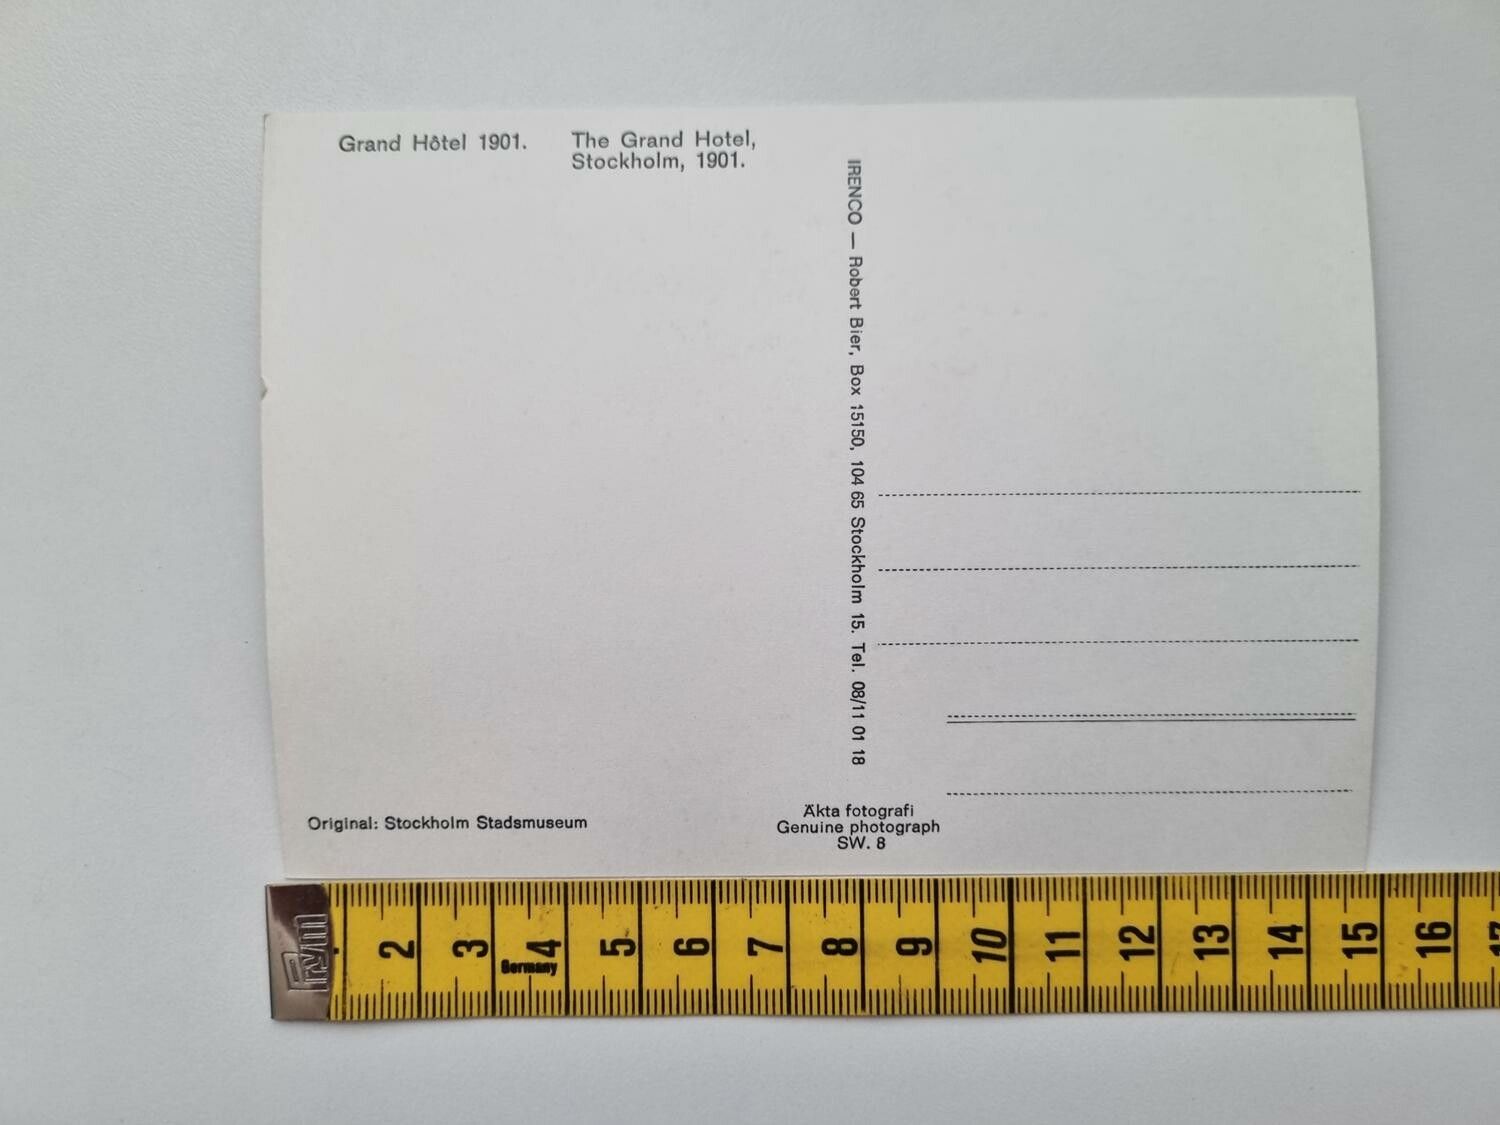 Grand Hôtel 1901.
The Grand Hotel,
Stockholm, 1901.
IRENCO — Robert Bier, Box 15150, 104 65 Stockholm 15. Tel. 08/11 01 18
Original: Stockholm Stadsmuseum
Äkta fotografi
Genuine photograph
SW. 8
Prym
2 3 4 5 6 7 8 9 10 11 12 13 14 15 16 17
Germany